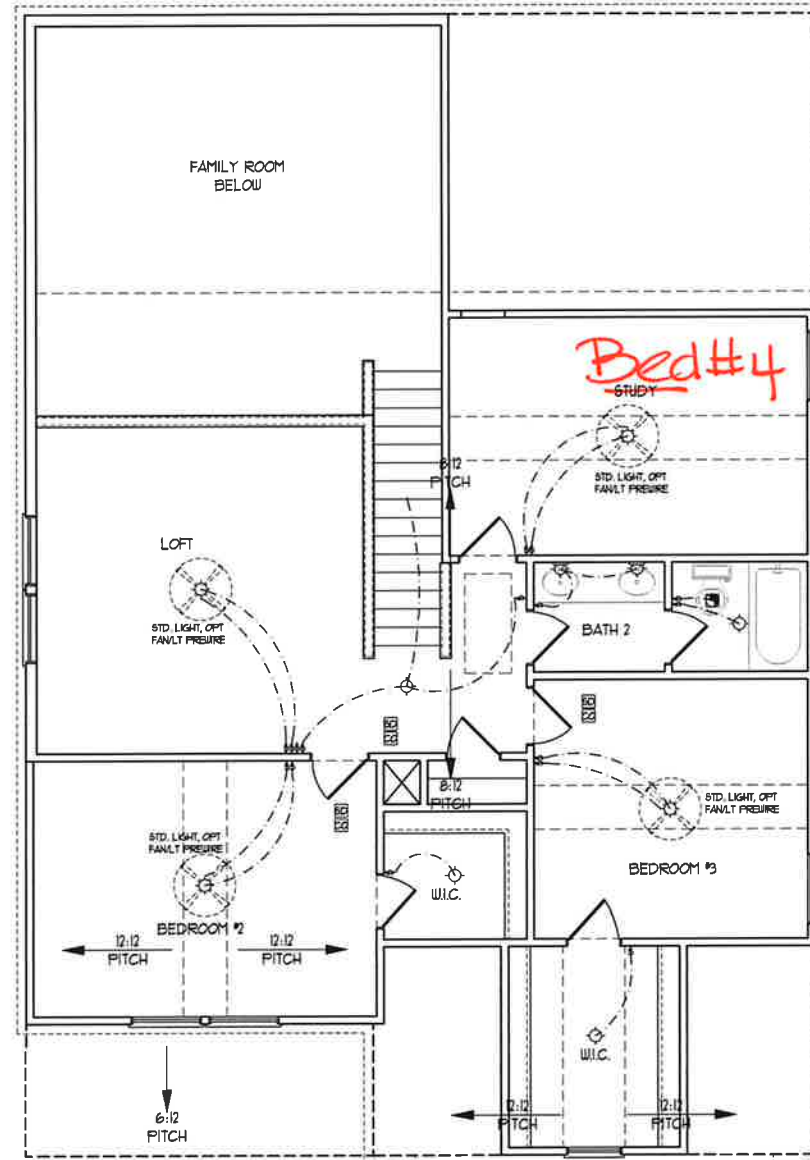 FAMILY ROOM
BELOW
Bed #4
STUDY
STD. LIGHT, OPT
FAN/LT PREWIRE
8:12
PITCH
LOFT
STD. LIGHT, OPT
FAN/LT PREWIRE
BATH 2
8:12
PITCH
STD. LIGHT, OPT
FAN/LT PREWIRE
STD. LIGHT, OPT
FAN/LT PREWIRE
BEDROOM #3
W.I.C.
BEDROOM #2
12:12
PITCH
12:12
PITCH
W.I.C.
6:12
PITCH
12:12
PITCH
12:12
PITCH